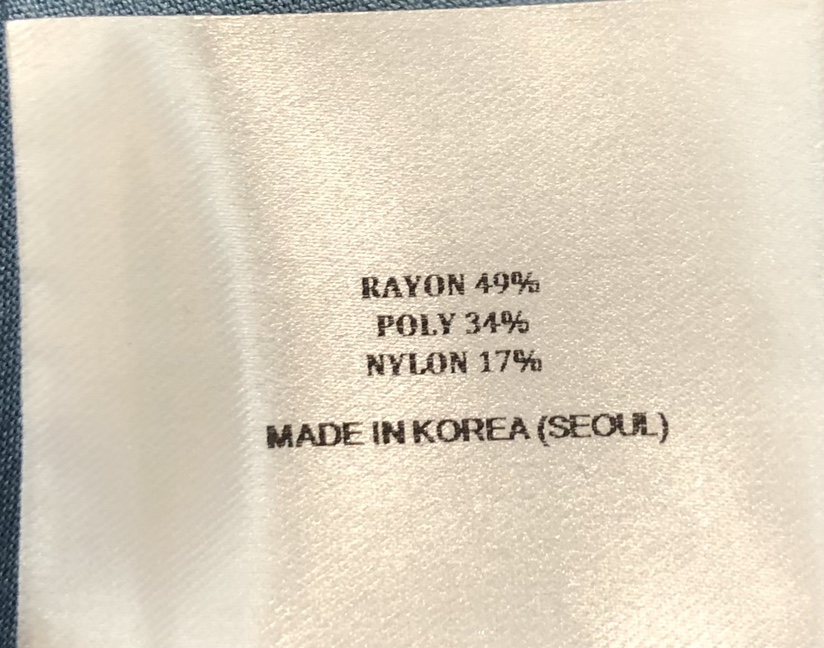 RAYON 49%
POLY 34%
NYLON 17%
MADE IN KOREA (SEOUL)